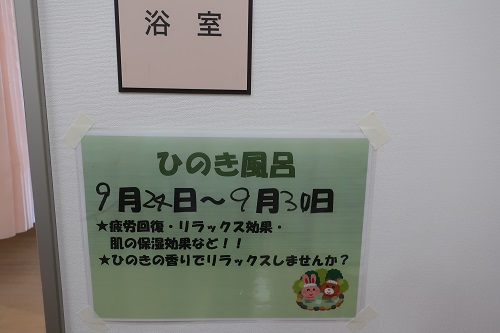 浴室
ひのき風呂
9月24日～9月30日
★疲労回復・リラックス効果・
肌の保湿効果など！！
★ひのきの香りでリラックスしませんか？